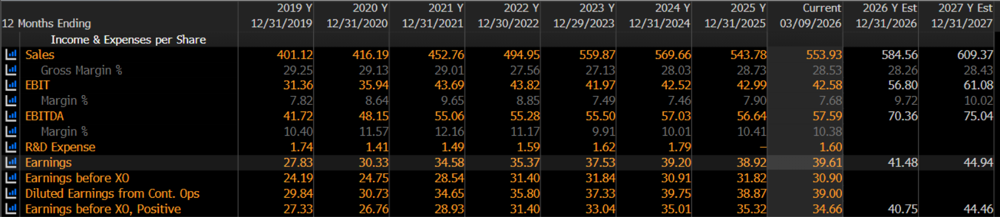 2019 Y 2020 Y 2021 Y 2022 Y 2023 Y 2024 Y 2025 Y Current 2026 Y Est 2027 Y Est
12 Months Ending 12/31/2019 12/31/2020 12/31/2021 12/30/2022 12/29/2023 12/31/2024 12/31/2025 03/09/2026 12/31/2026 12/31/2027
Income & Expenses per Share
Sales 401.12 416.19 452.76 494.95 559.87 569.66 543.78 553.93 584.56 609.37
Gross Margin % 29.25 29.13 29.01 27.56 27.13 28.03 28.73 28.53 28.26 28.43
EBIT 31.36 35.94 43.69 43.82 41.97 42.52 42.99 42.58 56.80 61.08
Margin % 7.82 8.64 9.65 8.85 7.49 7.46 7.90 7.68 9.72 10.02
EBITDA 41.72 48.15 55.06 55.28 55.50 57.03 56.64 57.59 70.36 75.04
Margin % 10.40 11.57 12.16 11.17 9.91 10.01 10.41 10.38
R&D Expense 1.74 1.41 1.49 1.59 1.62 1.79 – 1.60
Earnings 27.83 30.33 34.58 35.37 37.53 39.20 38.92 39.61 41.48 44.94
Earnings before XO 24.19 24.75 28.54 31.40 31.84 30.91 31.82 30.90
Diluted Earnings from Cont. Ops 29.84 30.73 34.65 35.80 37.33 39.75 38.87 39.00
Earnings before XO, Positive 27.33 26.76 28.93 31.40 33.04 35.01 35.32 34.66 40.75 44.46